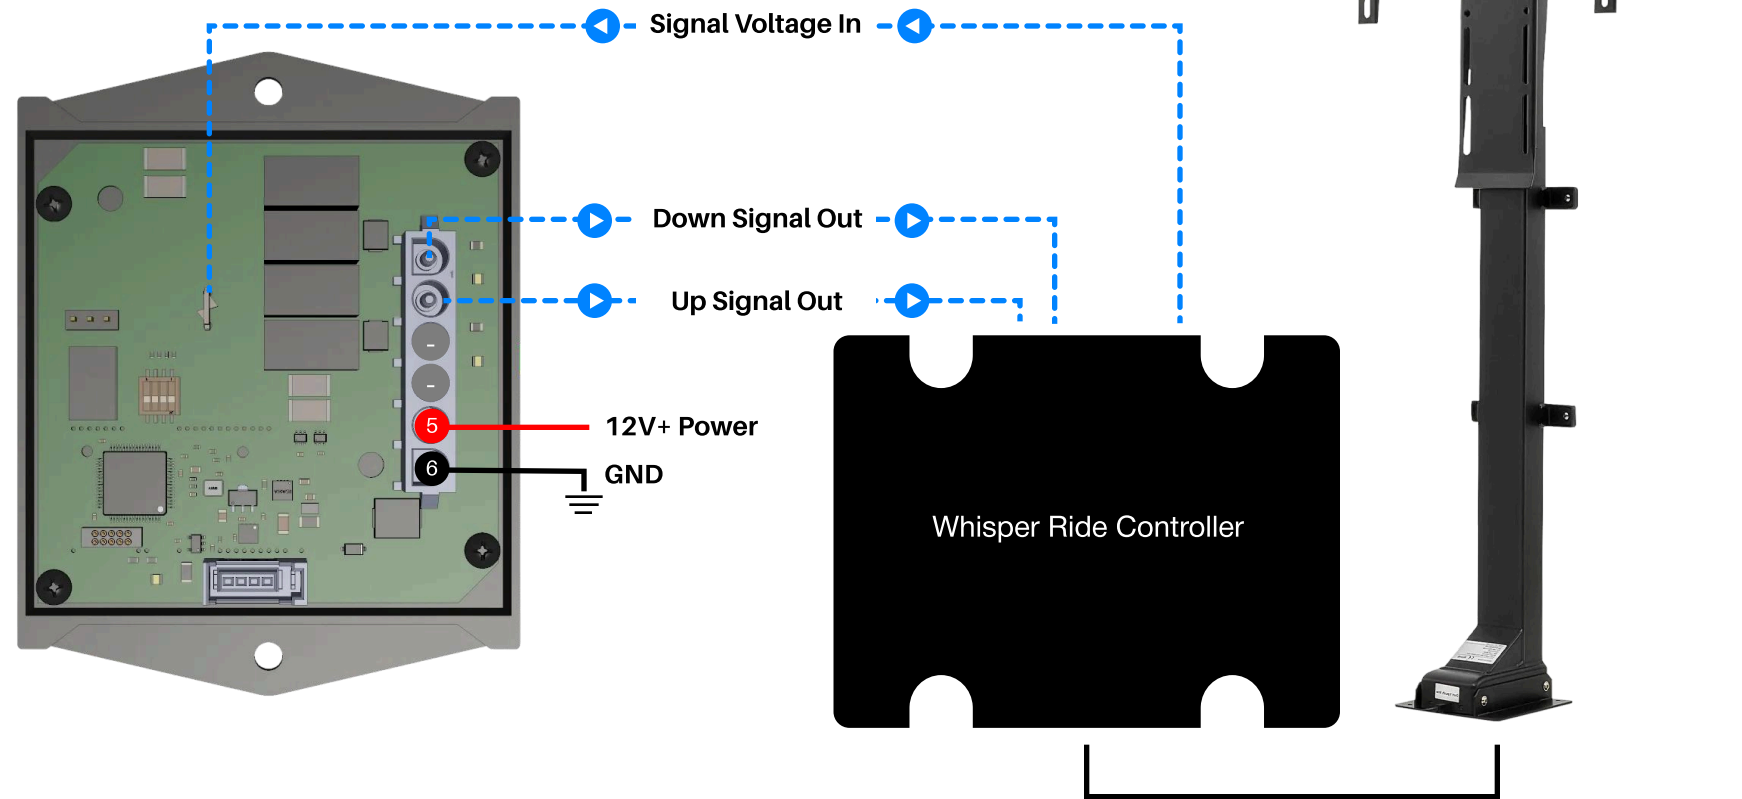 Signal Voltage In
Down Signal Out
Up Signal Out
-
-
5
12V+ Power
6
GND
Whisper Ride Controller